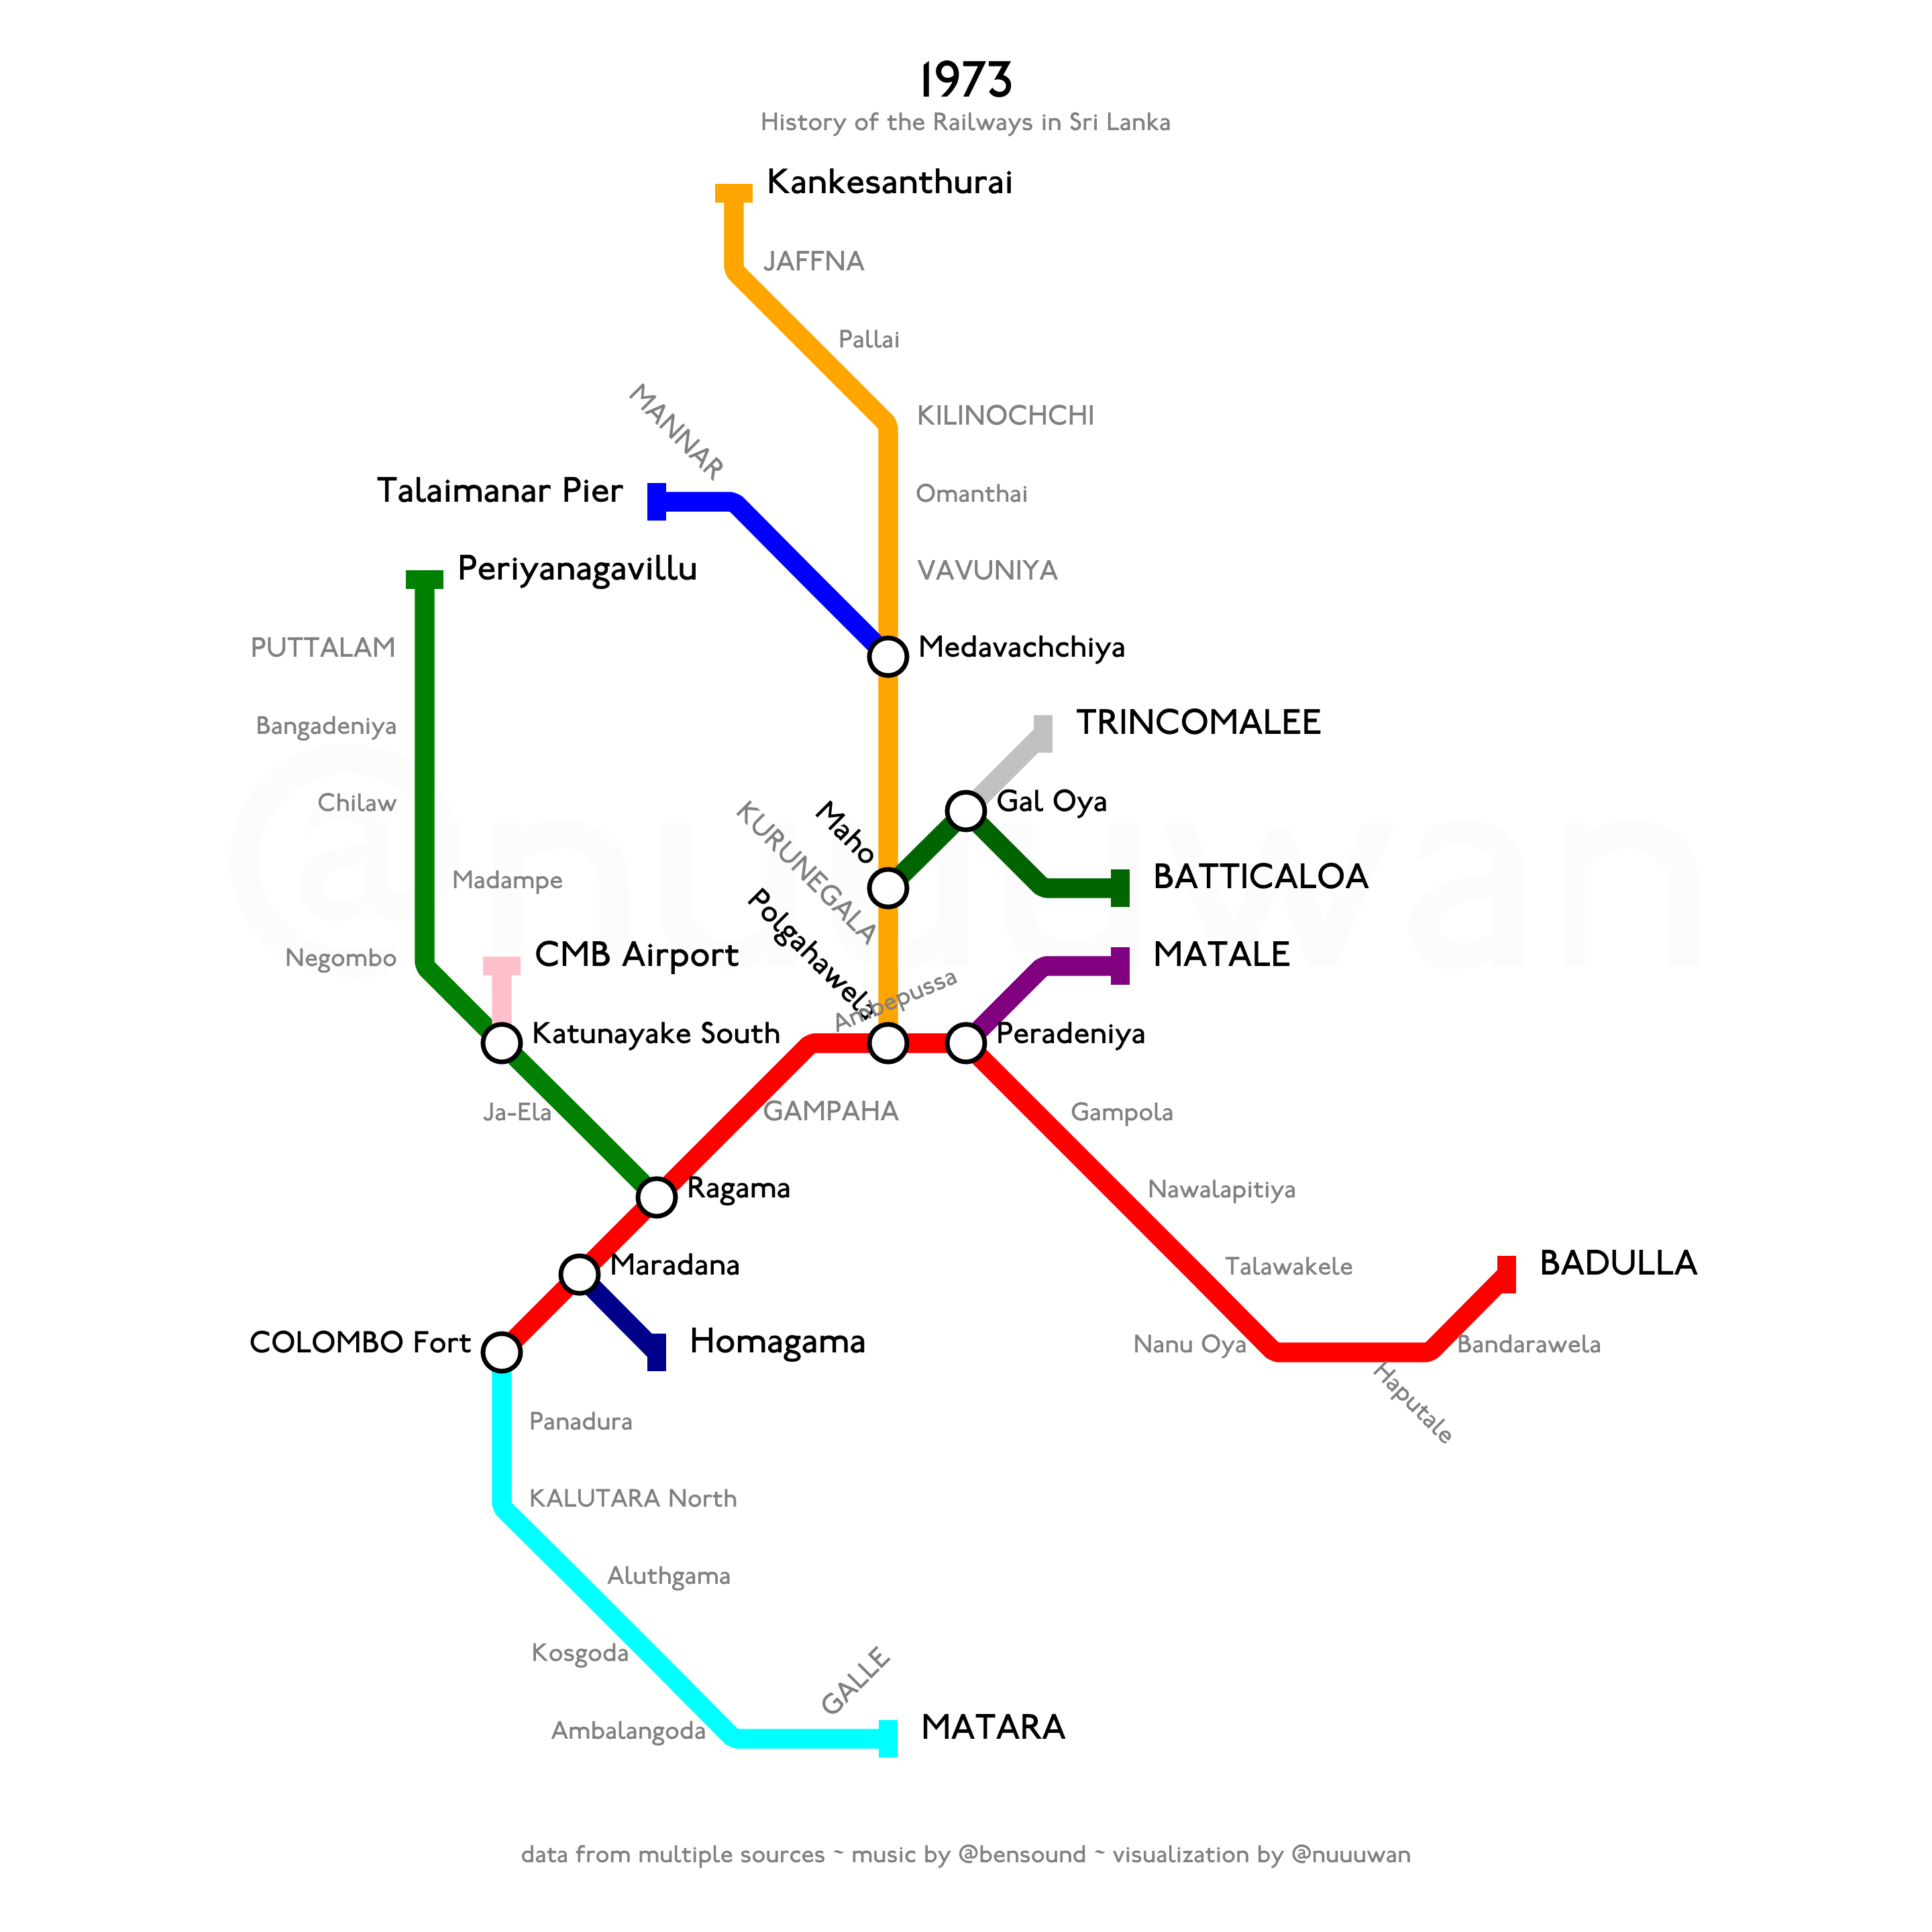 1973
History of the Railways in Sri Lanka
Kankesanthurai
JAFFNA
Pallai
MANNAR
KILINOCHCHI
Talaimanar Pier
Omanthai
Periyanagavillu
VAVUNIYA
PUTTALAM
Medavachchiya
Bangadeniya
TRINCOMALEE
Chilaw
Maho
Gal Oya
KURUNEGALA
Madampe
BATTICALOA
Polgahawela
Negombo
CMB Airport
MATALE
Ambepussa
Katunayake South
Peradeniya
Ja-Ela
GAMPAHA
Gampola
Ragama
Nawalapitiya
Maradana
Talawakele
BADULLA
COLOMBO Fort
Homagama
Nanu Oya
Bandarawela
Haputale
Panadura
KALUTARA North
Aluthgama
Kosgoda
GALLE
Ambalangoda
MATARA
data from multiple sources ~ music by @bensound ~ visualization by @nuuuwan
@nuuuwan